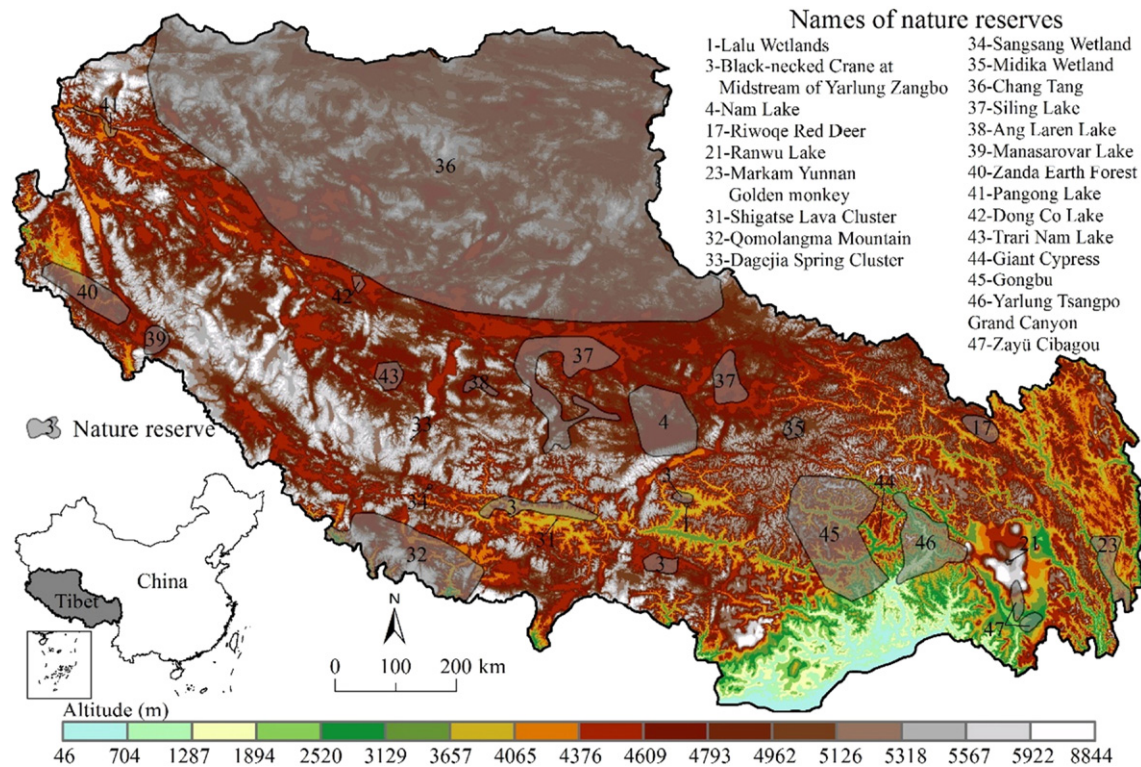 Names of nature reserves
1-Lalu Wetlands
3-Black-necked Crane at
Midstream of Yarlung Zangbo
4-Nam Lake
17-Riwoqe Red Deer
21-Ranwu Lake
23-Markam Yunnan
Golden monkey
31-Shigatse Lava Cluster
32-Qomolangma Mountain
33-Dagejia Spring Cluster
34-Sangsang Wetland
35-Midika Wetland
36-Chang Tang
37-Siling Lake
38-Ang Laren Lake
39-Manasarovar Lake
40-Zanda Earth Forest
41-Pangong Lake
42-Dong Co Lake
43-Trari Nam Lake
44-Giant Cypress
45-Gongbu
46-Yarlung Tsangpo
Grand Canyon
47-Zayü Cibagou
41
36
42
40
39
43
38
37
37
4
33
35
17
34
3
31
3
1
44
45
46
21
23
32
3
47
3 Nature reserve
China
Tibet
N
0 100 200 km
Altitude (m)
46 704 1287 1894 2520 3129 3657 4065 4376 4609 4793 4962 5126 5318 5567 5922 8844